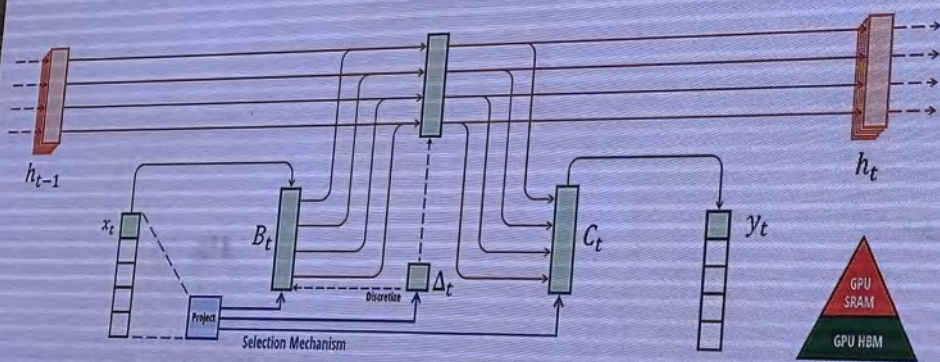 h_{t-1}
h_t
x_t
B_t
C_t
y_t
Δ_t
Discretize
Project
Selection Mechanism
GPU
SRAM
GPU HBM